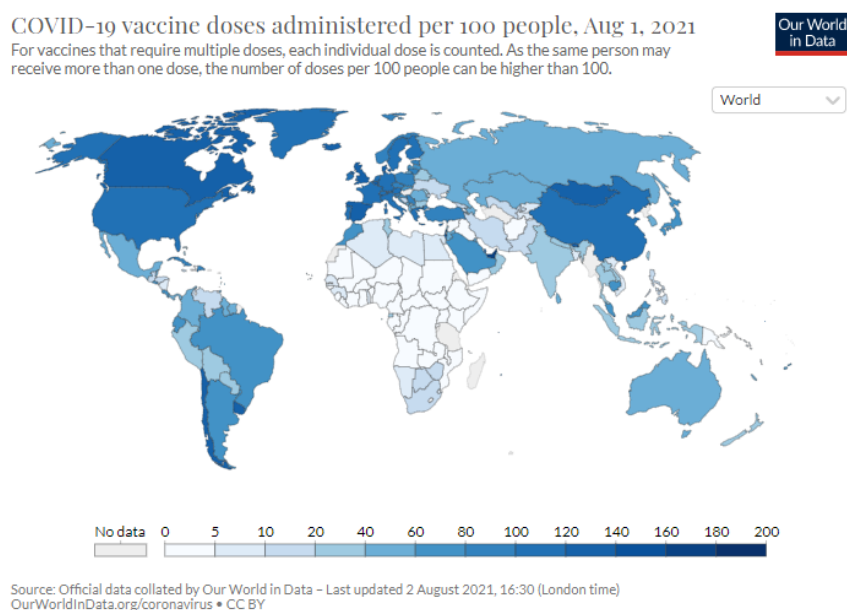 COVID-19 vaccine doses administered per 100 people, Aug 1, 2021
Our World
in Data
For vaccines that require multiple doses, each individual dose is counted. As the same person may
receive more than one dose, the number of doses per 100 people can be higher than 100.
World
No data 0 5 10 20 40 60 80 100 120 140 160 180 200
Source: Official data collated by Our World in Data – Last updated 2 August 2021, 16:30 (London time)
OurWorldInData.org/coronavirus • CC BY